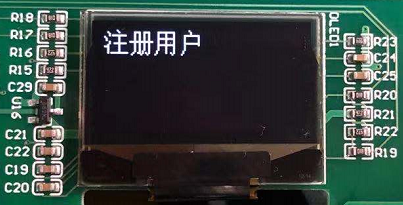 注册用户
OLED1
R18
R17
R16
R15
C29
U16
C21
C22
C19
C20
R23
C24
C25
R20
R21
R22
R19